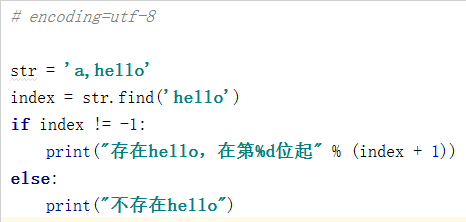 # encoding=utf-8
str = 'a,hello'
index = str.find('hello')
if index != -1:
    print("存在hello，在第%d位起" % (index + 1))
else:
    print("不存在hello")